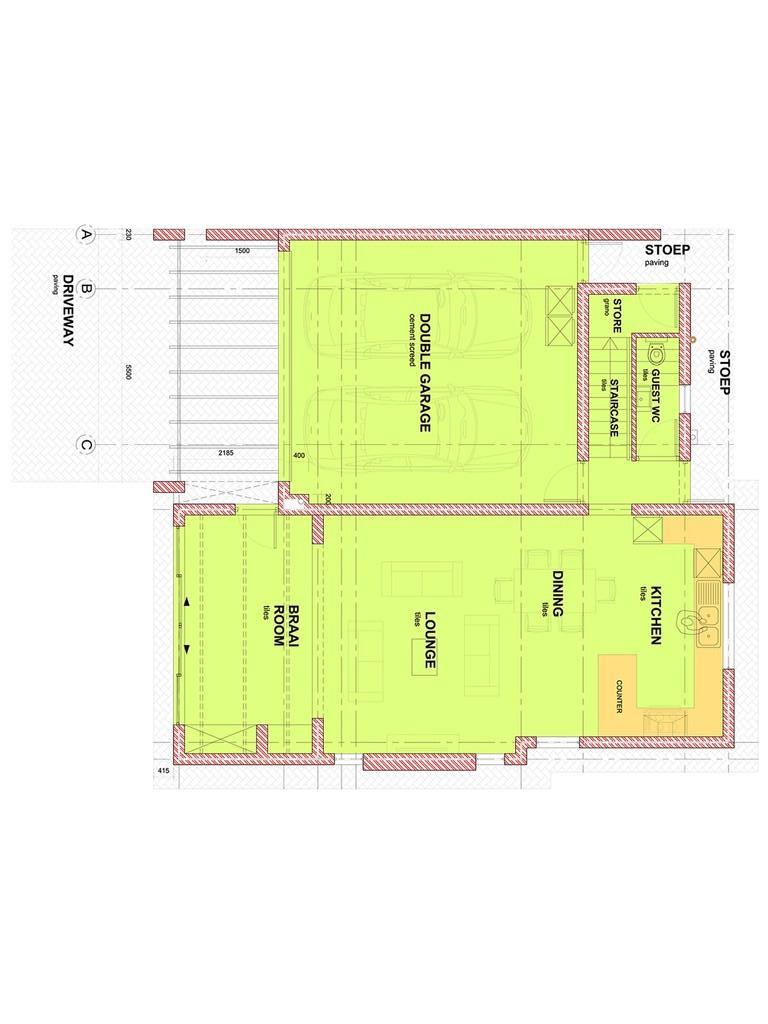 A
230
1500
STOEP
paving
B
DRIVEWAY
paving
STORE
grano
DOUBLE GARAGE
cement screed
5500
STOEP
paving
GUEST WC
tiles
STAIRCASE
tiles
C
2185
400
200
DINING
tiles
KITCHEN
tiles
BRAAI
ROOM
tiles
LOUNGE
tiles
COUNTER
415